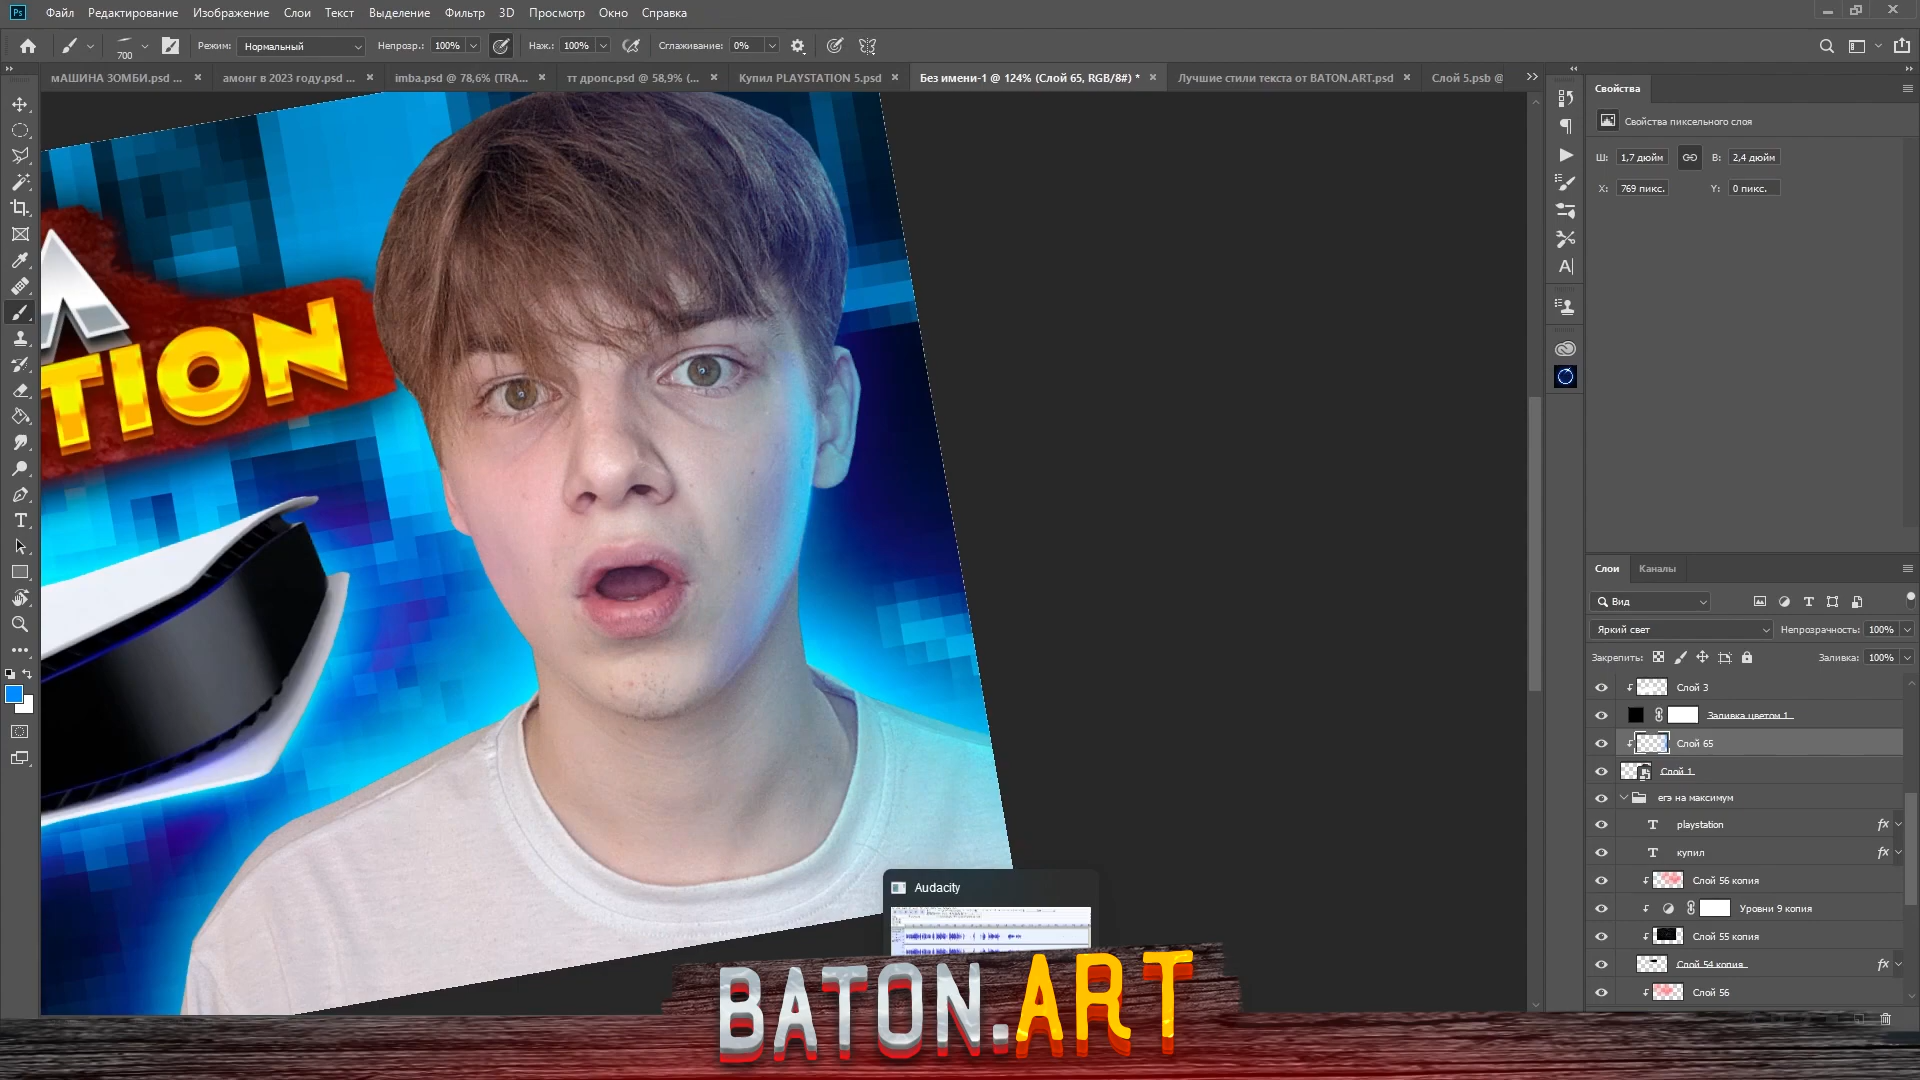 Ps Файл Редактирование Изображение Слои Текст Выделение Фильтр 3D Просмотр Окно Справка
700 Режим: Нормальный Непрозр.: 100% Наж.: 100% Сглаживание: 0%
мАШИНА ЗОМБИ.psd ... × амонг в 2023 году.psd ... × imba.psd @ 78,6% (TRA... × тт дропс.psd @ 58,9% (... × Купил PLAYSTATION 5.psd × Без имени-1 @ 124% (Слой 65, RGB/8#) * × Лучшие стили текста от BATON.ART.psd × Слой 5.psb @
Свойства
Свойства пиксельного слоя
Ш: 1,7 дюйм В: 2,4 дюйм
X: 769 пикс. Y: 0 пикс.
A
TION
Слои Каналы
Вид
Яркий свет Непрозрачность: 100%
Закрепить: Заливка: 100%
Слой 3
Заливка цветом 1
Слой 65
Слой 1
егэ на максимум
playstation fx
купил fx
Слой 56 копия
Уровни 9 копия
Слой 55 копия
Слой 54 копия fx
Слой 56
Audacity
BATON.ART